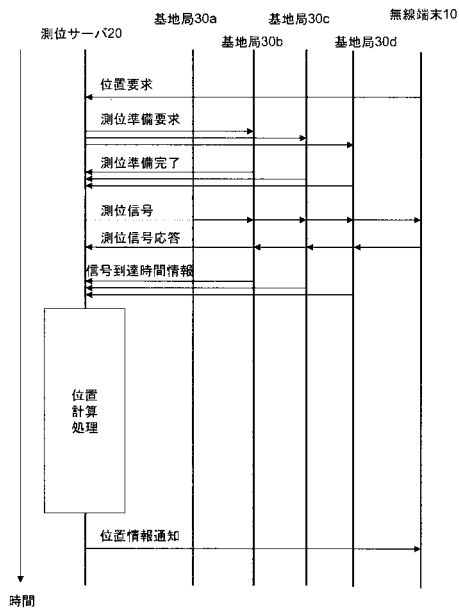 基地局30a
基地局30c
無線端末10
測位サーバ20
基地局30b
基地局30d
位置要求
測位準備要求
測位準備完了
測位信号
測位信号応答
信号到達時間情報
位置
計算
処理
位置情報通知
時間